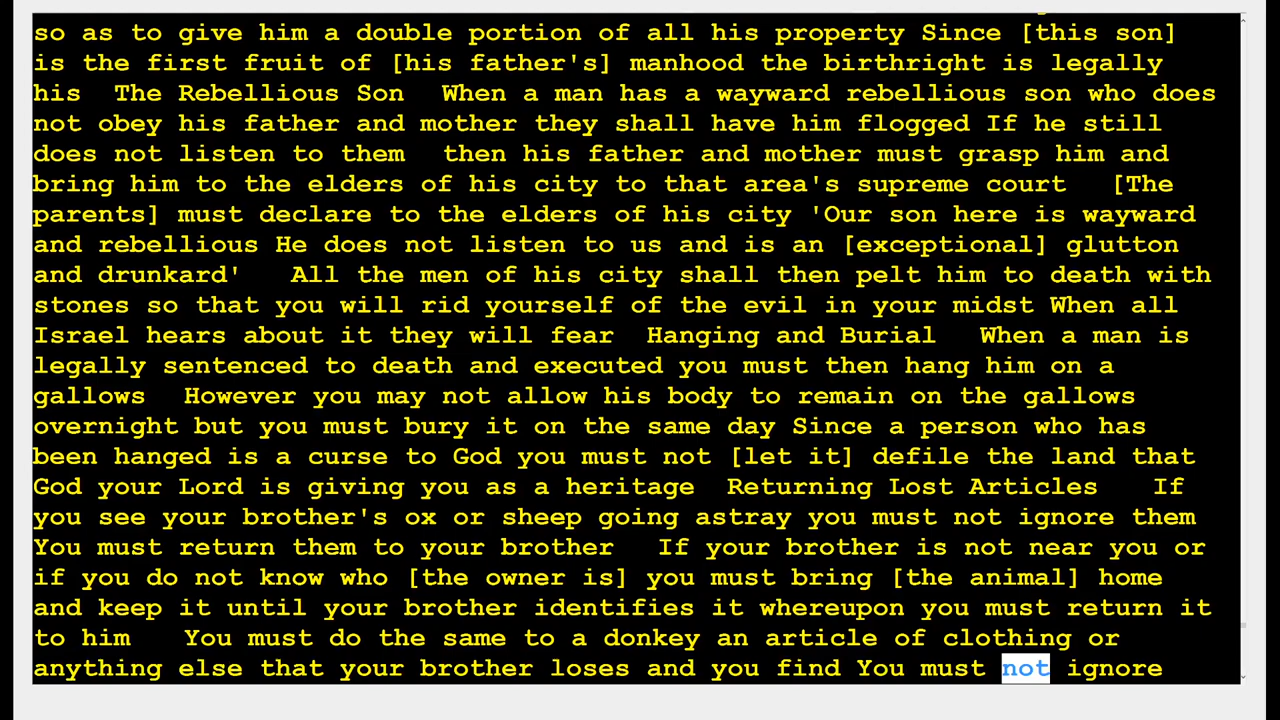 so as to give him a double portion of all his property Since [this son]
is the first fruit of [his father's] manhood the birthright is legally
his The Rebellious Son When a man has a wayward rebellious son who does
not obey his father and mother they shall have him flogged If he still
does not listen to them then his father and mother must grasp him and
bring him to the elders of his city to that area's supreme court [The
parents] must declare to the elders of his city 'Our son here is wayward
and rebellious He does not listen to us and is an [exceptional] glutton
and drunkard' All the men of his city shall then pelt him to death with
stones so that you will rid yourself of the evil in your midst When all
Israel hears about it they will fear Hanging and Burial When a man is
legally sentenced to death and executed you must then hang him on a
gallows However you may not allow his body to remain on the gallows
overnight but you must bury it on the same day Since a person who has
been hanged is a curse to God you must not [let it] defile the land that
God your Lord is giving you as a heritage Returning Lost Articles If
you see your brother's ox or sheep going astray you must not ignore them
You must return them to your brother If your brother is not near you or
if you do not know who [the owner is] you must bring [the animal] home
and keep it until your brother identifies it whereupon you must return it
to him You must do the same to a donkey an article of clothing or
anything else that your brother loses and you find You must not ignore